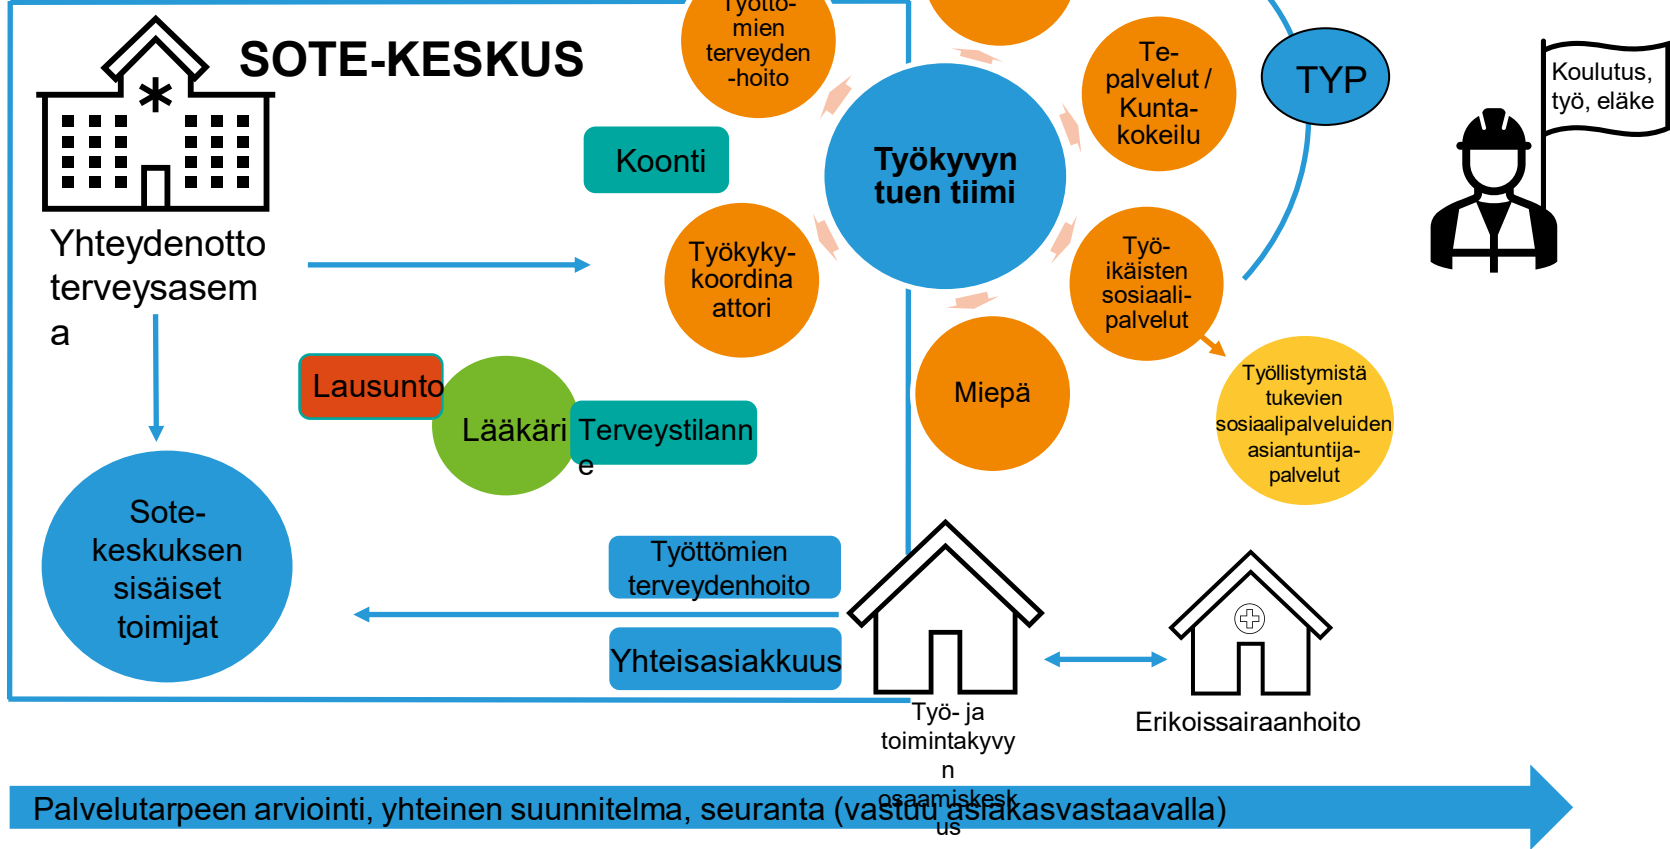 Työttö-
mien
terveyden
-hoito
SOTE-KESKUS
Te-
palvelut /
Kunta-
kokeilu
TYP
Koulutus,
työ, eläke
Koonti
Työkyvyn
tuen tiimi
Yhteydenotto
terveysasem
a
Työkyky-
koordina
attori
Työ-
ikäisten
sosiaali-
palvelut
Lausunto
Lääkäri
Terveystilann
e
Miepä
Työllistymistä
tukevien
sosiaalipalveluiden
asiantuntija-
palvelut
Sote-
keskuksen
sisäiset
toimijat
Työttömien
terveydenhoito
Yhteisasiakkuus
Työ- ja
toimintakyvy
n
osaamiskesk
us
Erikoissairaanhoito
Palvelutarpeen arviointi, yhteinen suunnitelma, seuranta (vastuu asiakasvastaavalla)